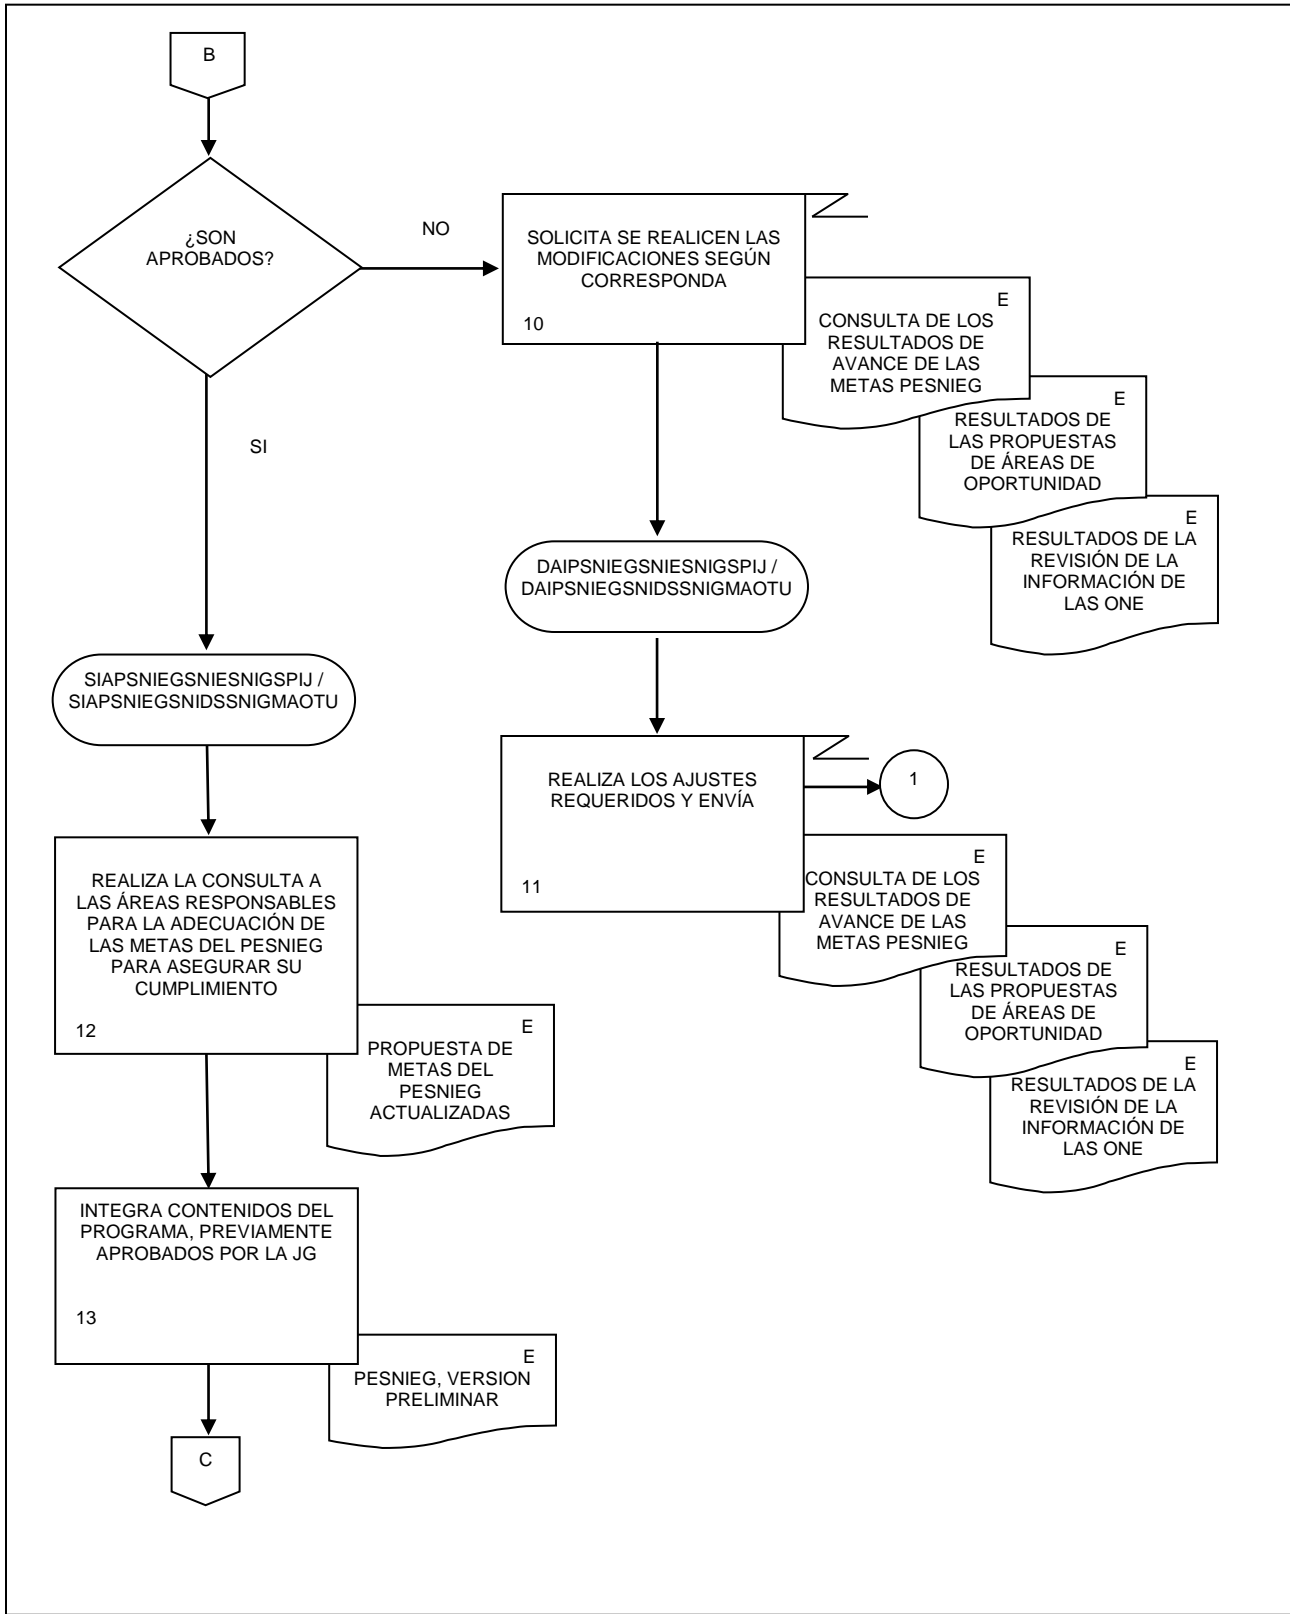 B
¿SON
APROBADOS?
NO
SOLICITA SE REALICEN LAS
MODIFICACIONES SEGÚN
CORRESPONDA
10
E
CONSULTA DE LOS
RESULTADOS DE
AVANCE DE LAS
METAS PESNIEG
E
RESULTADOS DE
LAS PROPUESTAS
DE ÁREAS DE
OPORTUNIDAD
E
RESULTADOS DE LA
REVISIÓN DE LA
INFORMACIÓN DE
LAS ONE
SI
DAIPSNIEGSNIESNIGSPIJ /
DAIPSNIEGSNIDSSNIGMAOTU
SIAPSNIEGSNIESNIGSPIJ /
SIAPSNIEGSNIDSSNIGMAOTU
REALIZA LOS AJUSTES
REQUERIDOS Y ENVÍA
11
1
E
CONSULTA DE LOS
RESULTADOS DE
AVANCE DE LAS
METAS PESNIEG
E
RESULTADOS DE
LAS PROPUESTAS
DE ÁREAS DE
OPORTUNIDAD
E
RESULTADOS DE LA
REVISIÓN DE LA
INFORMACIÓN DE
LAS ONE
REALIZA LA CONSULTA A
LAS ÁREAS RESPONSABLES
PARA LA ADECUACIÓN DE
LAS METAS DEL PESNIEG
PARA ASEGURAR SU
CUMPLIMIENTO
12
E
PROPUESTA DE
METAS DEL
PESNIEG
ACTUALIZADAS
INTEGRA CONTENIDOS DEL
PROGRAMA, PREVIAMENTE
APROBADOS POR LA JG
13
E
PESNIEG, VERSION
PRELIMINAR
C